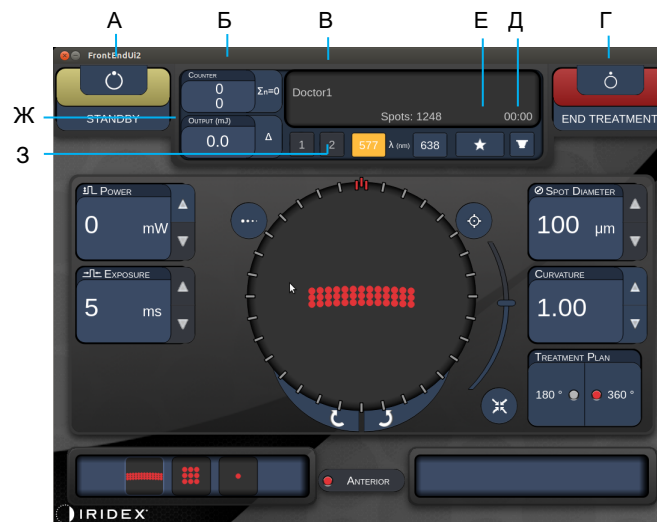 А Б В Е Д Г
FrontEndUi2
COUNTER
0
0
Σn=0
Doctor1
Spots: 1248 00:00
STANDBY
END TREATMENT
Ж
З
OUTPUT (mJ)
0.0 Δ
1 2 577 λ (nm) 638
POWER
0 mW
EXPOSURE
5 ms
SPOT DIAMETER
100 μm
CURVATURE
1.00
TREATMENT PLAN
180 ° 360 °
ANTERIOR
IRIDEX